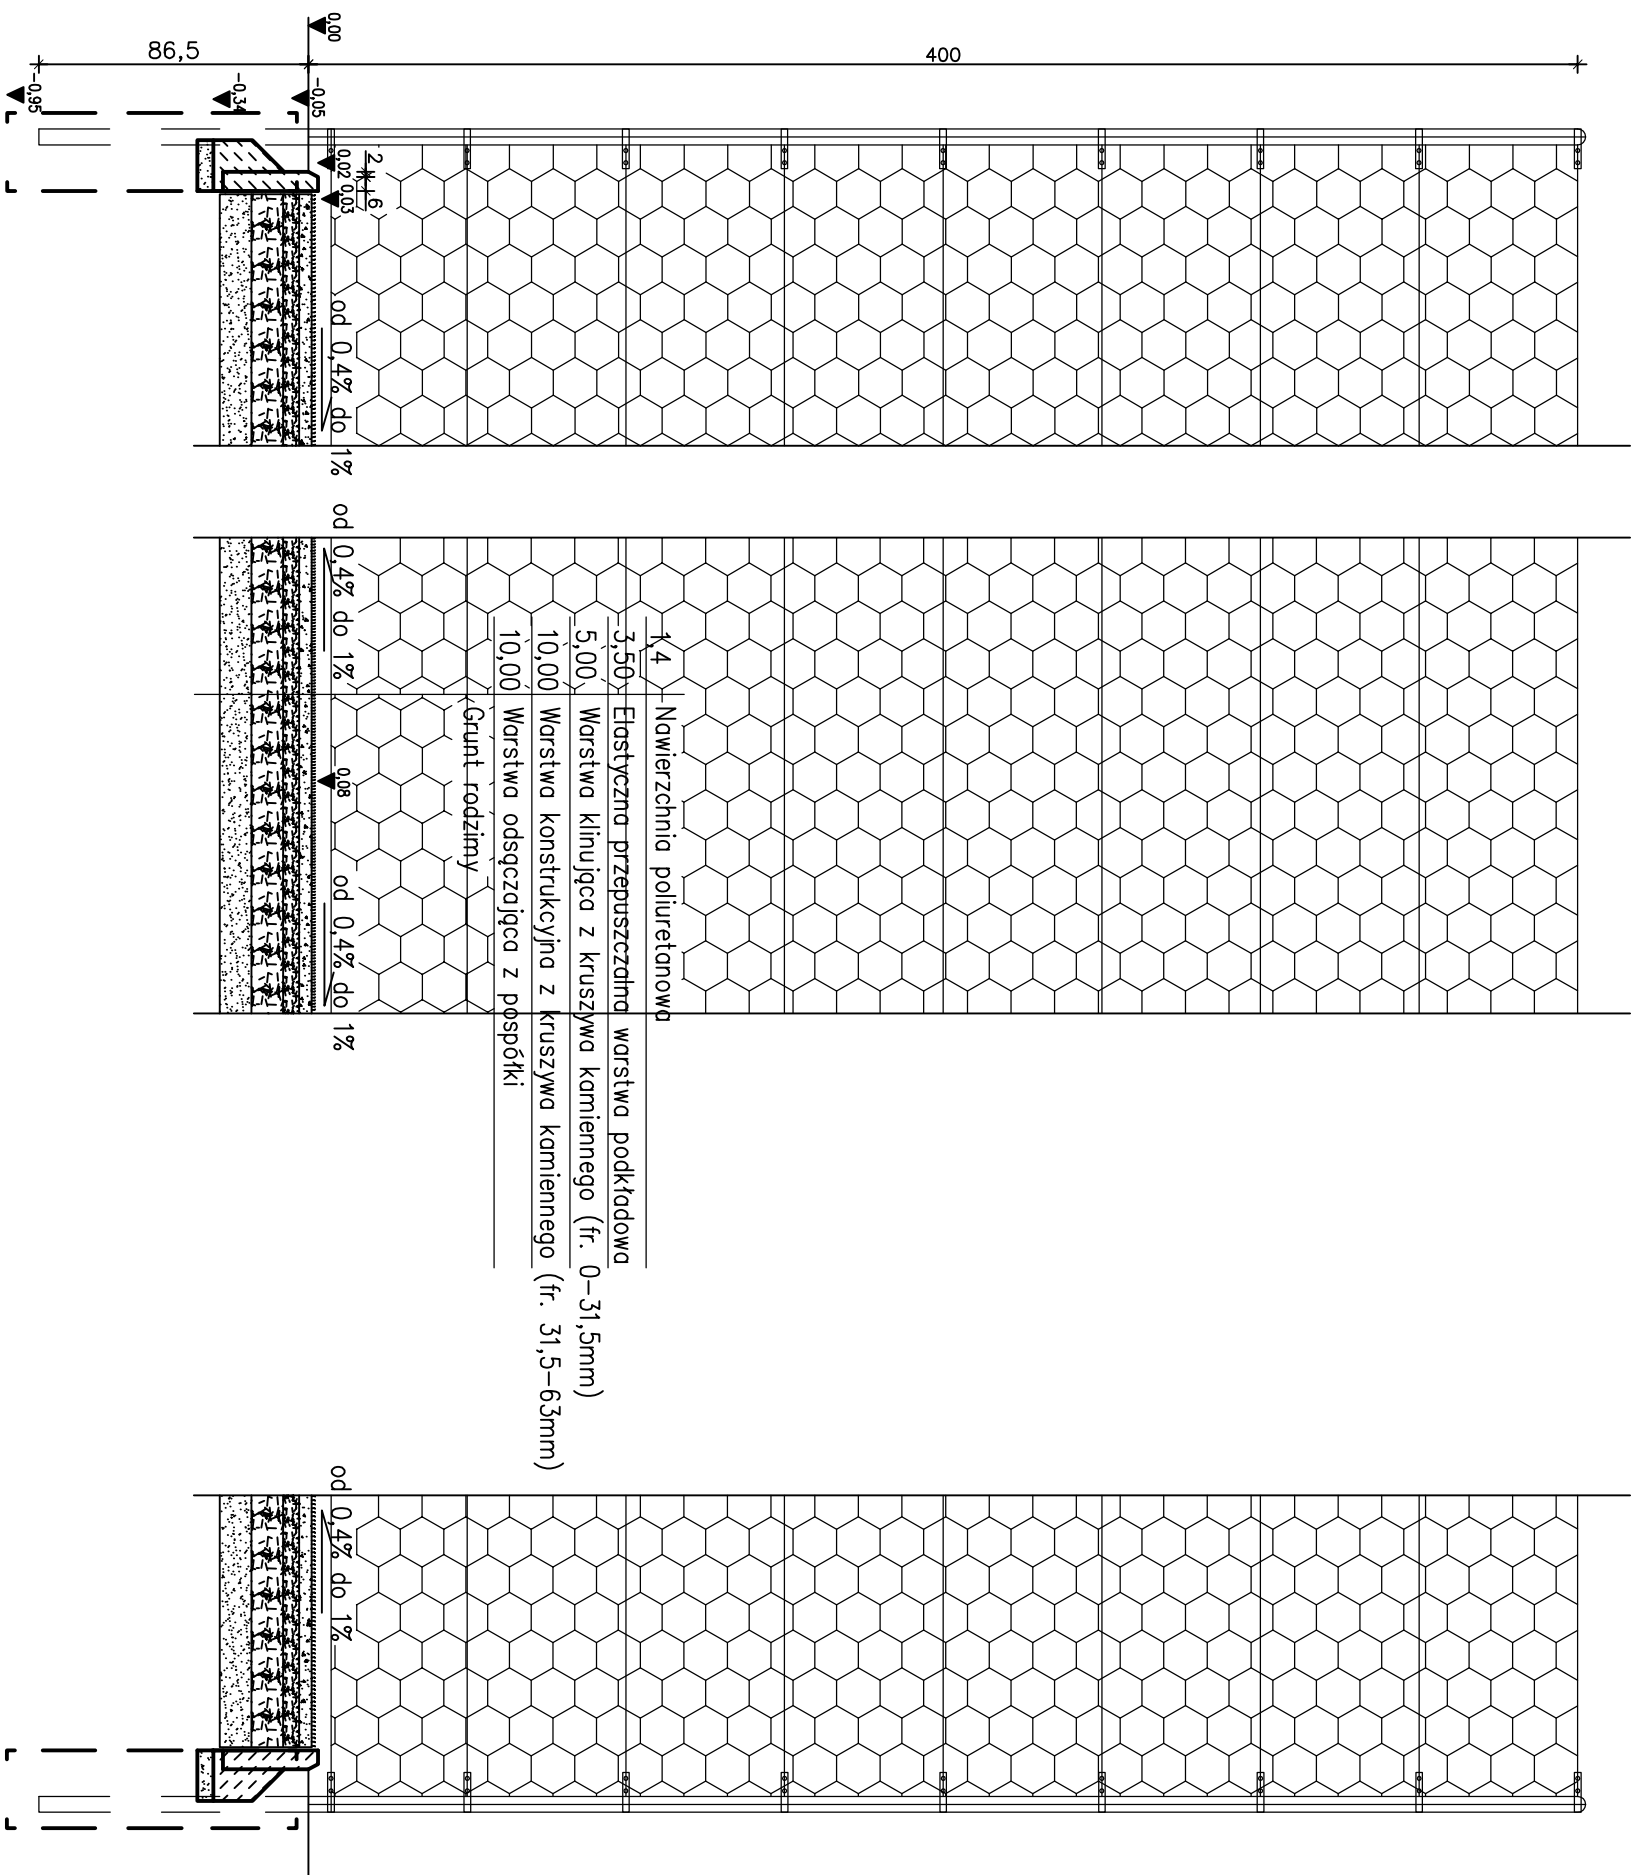 400
86,5
0,00
-0,05
-0,34
-0,95
2
6
0,02
0,03
od 0,4% do 1%
od 0,4% do 1%
1,4 Nawierzchnia poliuretanowa
3,50 Elastyczna przepuszczalna warstwa podkładowa
5,00 Warstwa klinująca z kruszywa kamiennego (fr. 0-31,5mm)
10,00 Warstwa konstrukcyjna z kruszywa kamiennego (fr. 31,5-63mm)
10,00 Warstwa odsączająca z pospółki
Grunt rodzimy
0,08
od 0,4% do 1%
od 0,4% do 1%